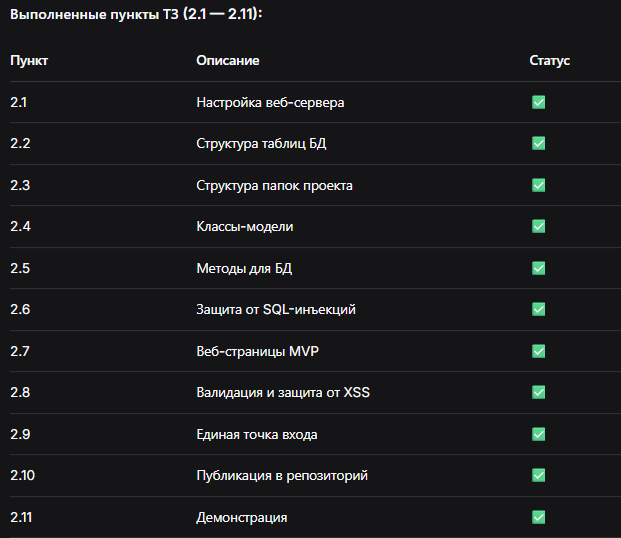 Выполненные пункты ТЗ (2.1 — 2.11):
Пункт Описание Статус
2.1 Настройка веб-сервера ✅
2.2 Структура таблиц БД ✅
2.3 Структура папок проекта ✅
2.4 Классы-модели ✅
2.5 Методы для БД ✅
2.6 Защита от SQL-инъекций ✅
2.7 Веб-страницы MVP ✅
2.8 Валидация и защита от XSS ✅
2.9 Единая точка входа ✅
2.10 Публикация в репозиторий ✅
2.11 Демонстрация ✅